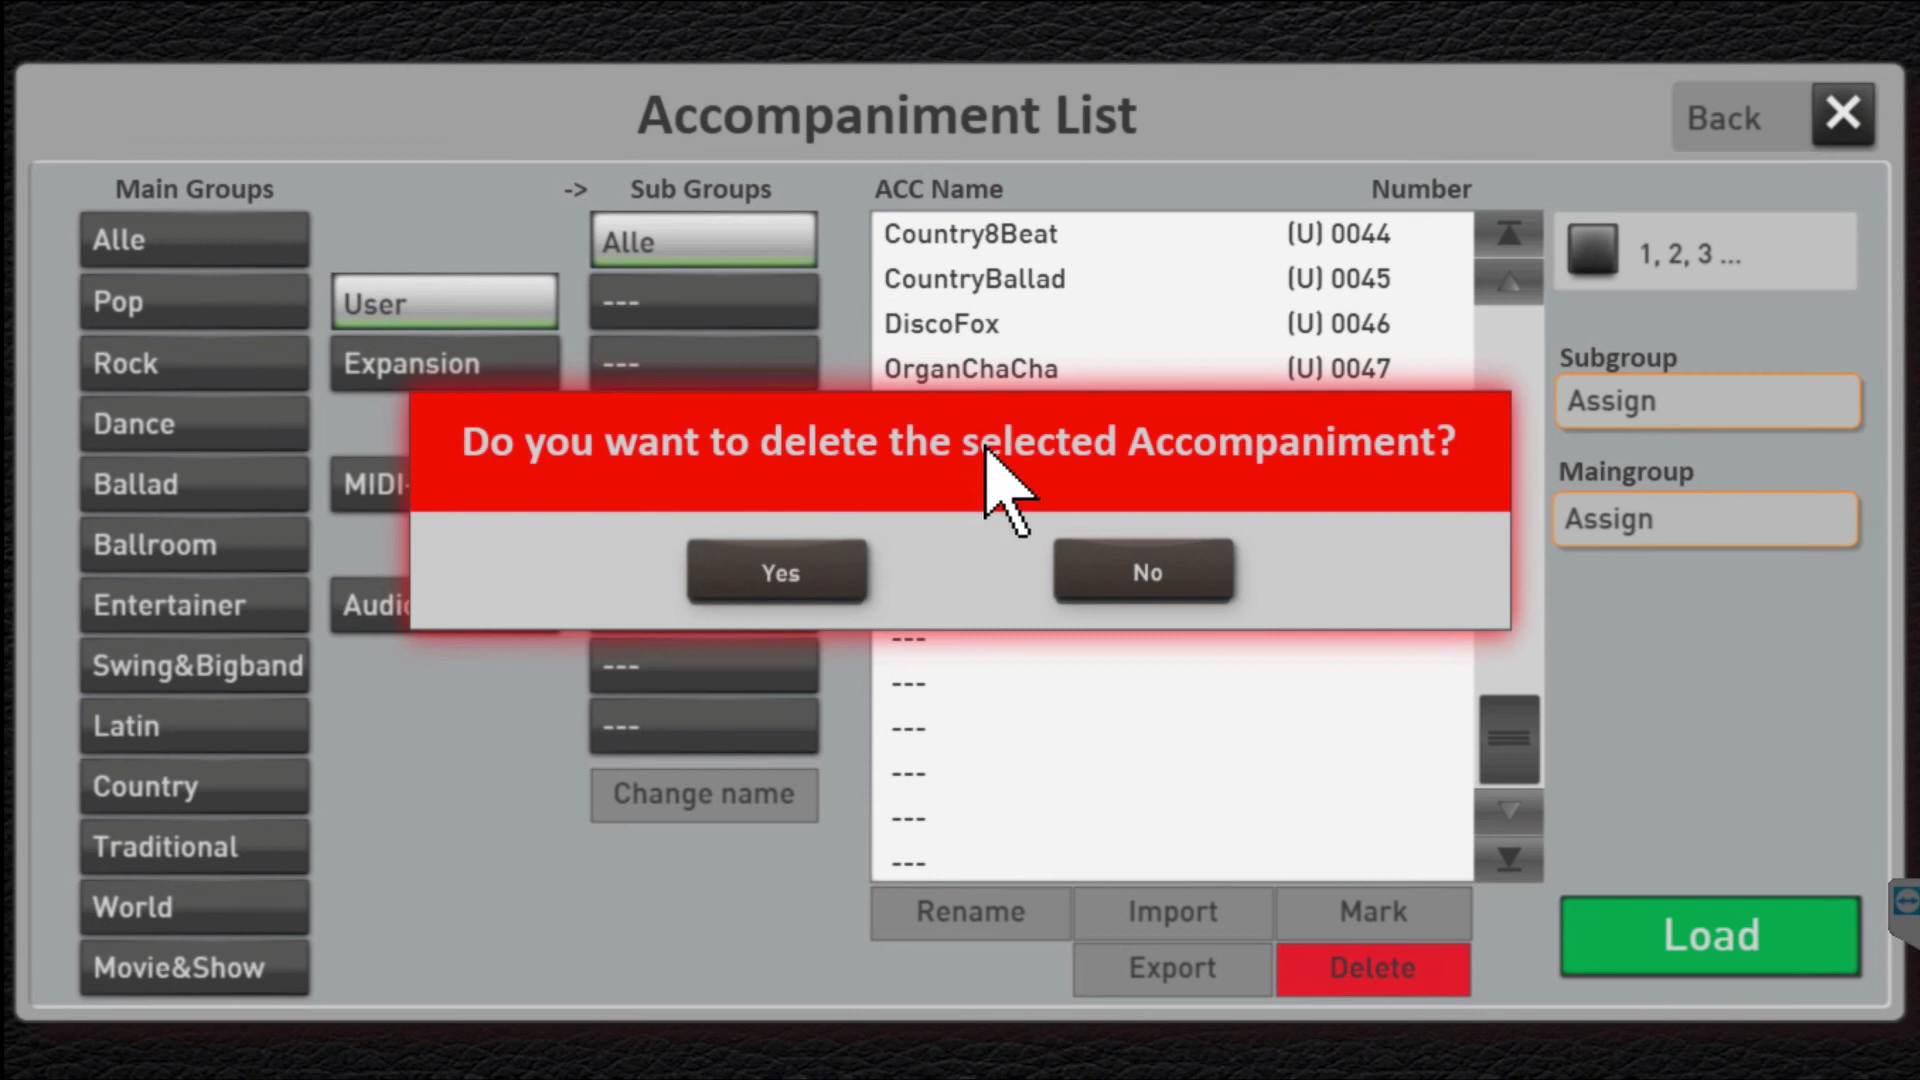 Accompaniment List
Back
Main Groups
->
Sub Groups
ACC Name
Number
Alle
Pop
Rock
Dance
Ballad
Ballroom
Entertainer
Swing&Bigband
Latin
Country
Traditional
World
Movie&Show
User
Expansion
MIDI-
Audi
Alle
---
---
---
---
Change name
Country8Beat (U) 0044
CountryBallad (U) 0045
DiscoFox (U) 0046
OrganChaCha (U) 0047
---
---
---
---
---
---
Do you want to delete the selected Accompaniment?
Yes
No
Rename
Import
Mark
Export
Delete
1, 2, 3 ...
Subgroup
Assign
Maingroup
Assign
Load